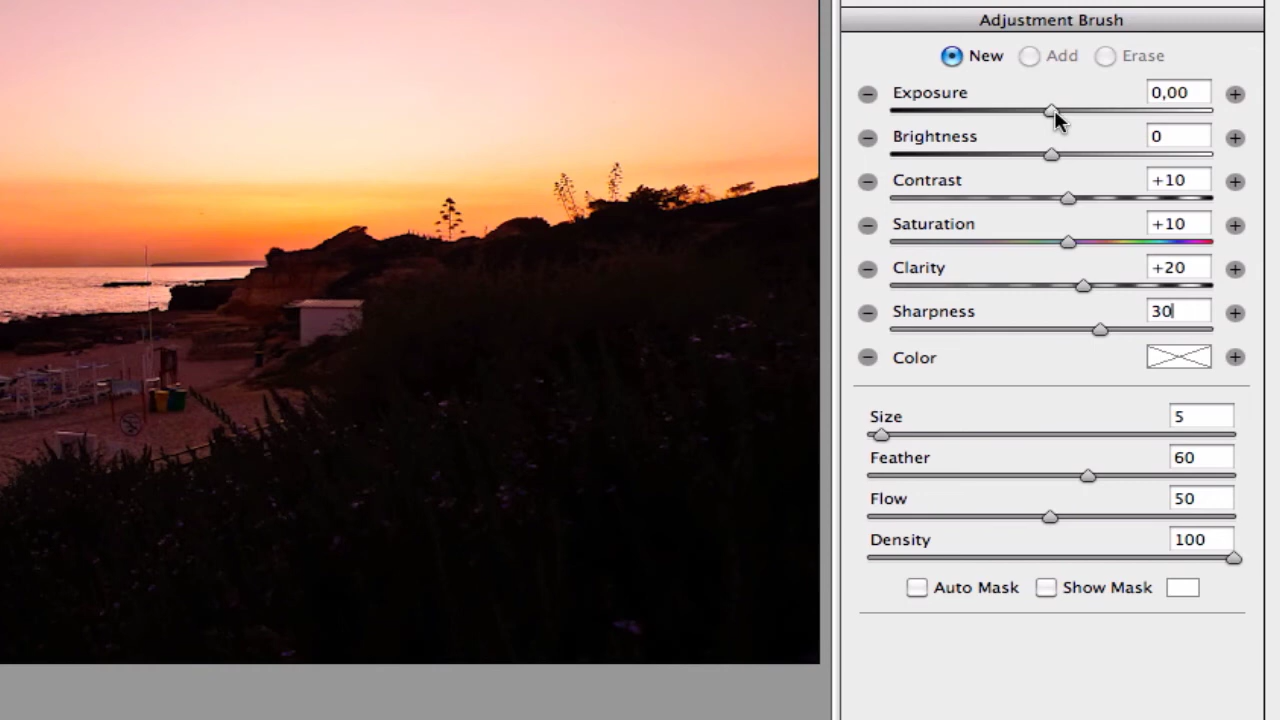 Adjustment Brush
New Add Erase
Exposure 0,00
Brightness 0
Contrast +10
Saturation +10
Clarity +20
Sharpness 30
Color
Size 5
Feather 60
Flow 50
Density 100
Auto Mask Show Mask